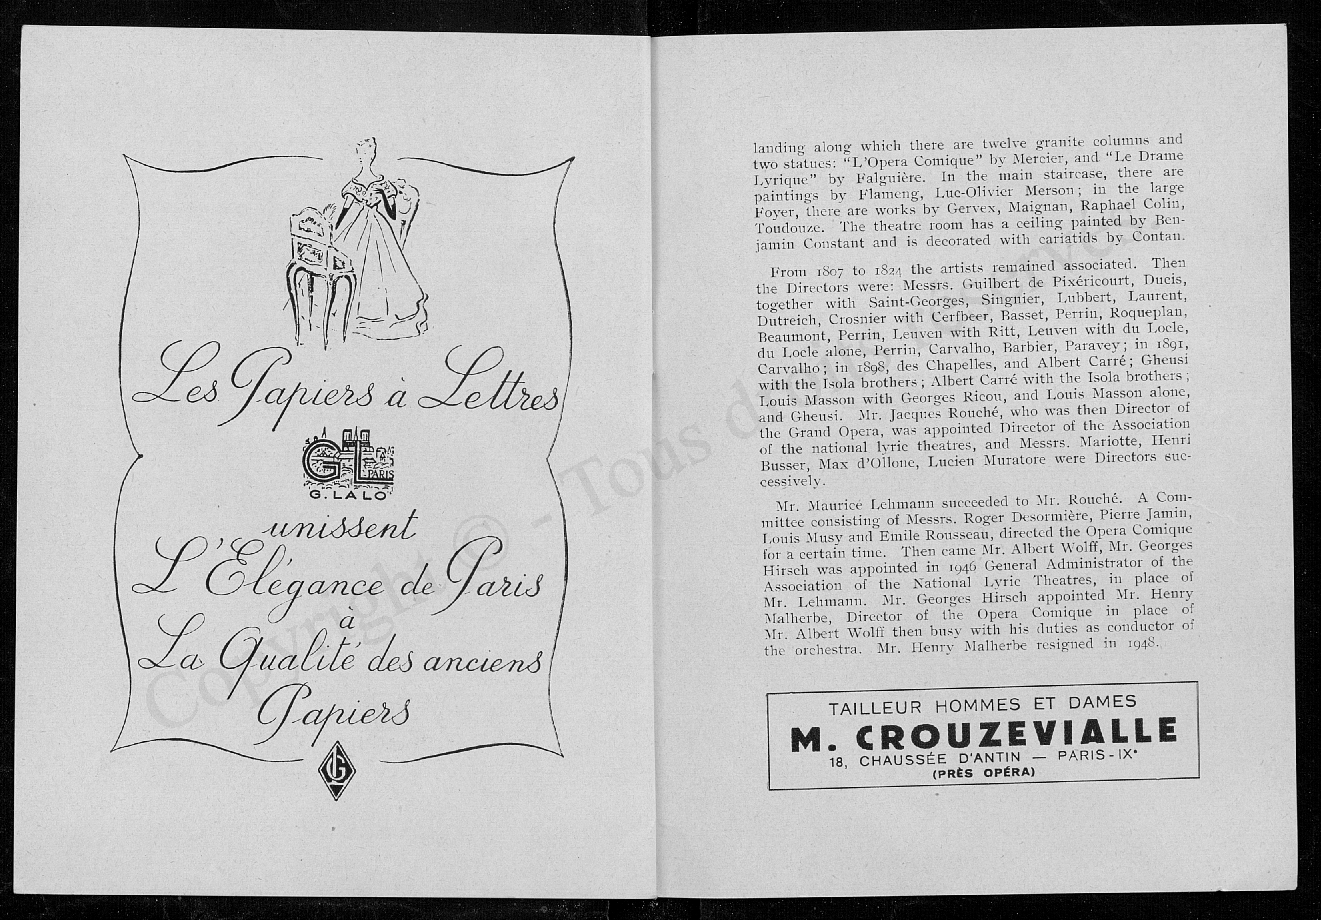 Les Papiers à Lettres
GL
PARIS
G. LALO
unissent
L'Elégance de Paris
à
La Qualité des anciens
Papiers
GL
landing along which there are twelve granite columns and
two statues: “L'Opera Comique” by Mercier, and “Le Drame
Lyrique” by Falguière. In the main staircase, there are
paintings by Flameng, Luc-Olivier Merson; in the large
Foyer, there are works by Gervex, Maignan, Raphael Colin,
Toudouze. The theatre room has a ceiling painted by Ben-
jamin Constant and is decorated with cariatids by Contan.
From 1807 to 1824 the artists remained associated. Then
the Directors were: Messrs. Guilbert de Pixéricourt, Ducis,
together with Saint-Georges, Singnier, Lubbert, Laurent,
Dutreich, Crosnier with Cerfbeer, Basset, Perrin, Roqueplan,
Beaumont, Perrin, Leuven with Ritt, Leuven with du Locle,
du Locle alone, Perrin, Carvalho, Barbier, Paravey; in 1891,
Carvalho; in 1898, des Chapelles, and Albert Carré; Gheusi
with the Isola brothers; Albert Carré with the Isola brothers;
Louis Masson with Georges Ricou, and Louis Masson alone,
and Gheusi. Mr. Jacques Rouché, who was then Director of
the Grand Opera, was appointed Director of the Association
of the national lyric theatres, and Messrs. Mariotte, Henri
Busser, Max d'Ollone, Lucien Muratore were Directors suc-
cessively.
Mr. Maurice Lehmann succeeded to Mr. Rouché. A Com-
mittee consisting of Messrs. Roger Desormière, Pierre Jamin,
Louis Musy and Emile Rousseau, directed the Opera Comique
for a certain time. Then came Mr. Albert Wolff, Mr. Georges
Hirsch was appointed in 1946 General Administrator of the
Association of the National Lyric Theatres, in place of
Mr. Lehmann. Mr. Georges Hirsch appointed Mr. Henry
Malherbe, Director of the Opera Comique in place of
Mr. Albert Wolff then busy with his duties as conductor of
the orchestra. Mr. Henry Malherbe resigned in 1948.
TAILLEUR HOMMES ET DAMES
M. CROUZEVIALLE
18, CHAUSSÉE D'ANTIN — PARIS-IXᵉ
(PRÈS OPÉRA)
Copyright © - Tous d